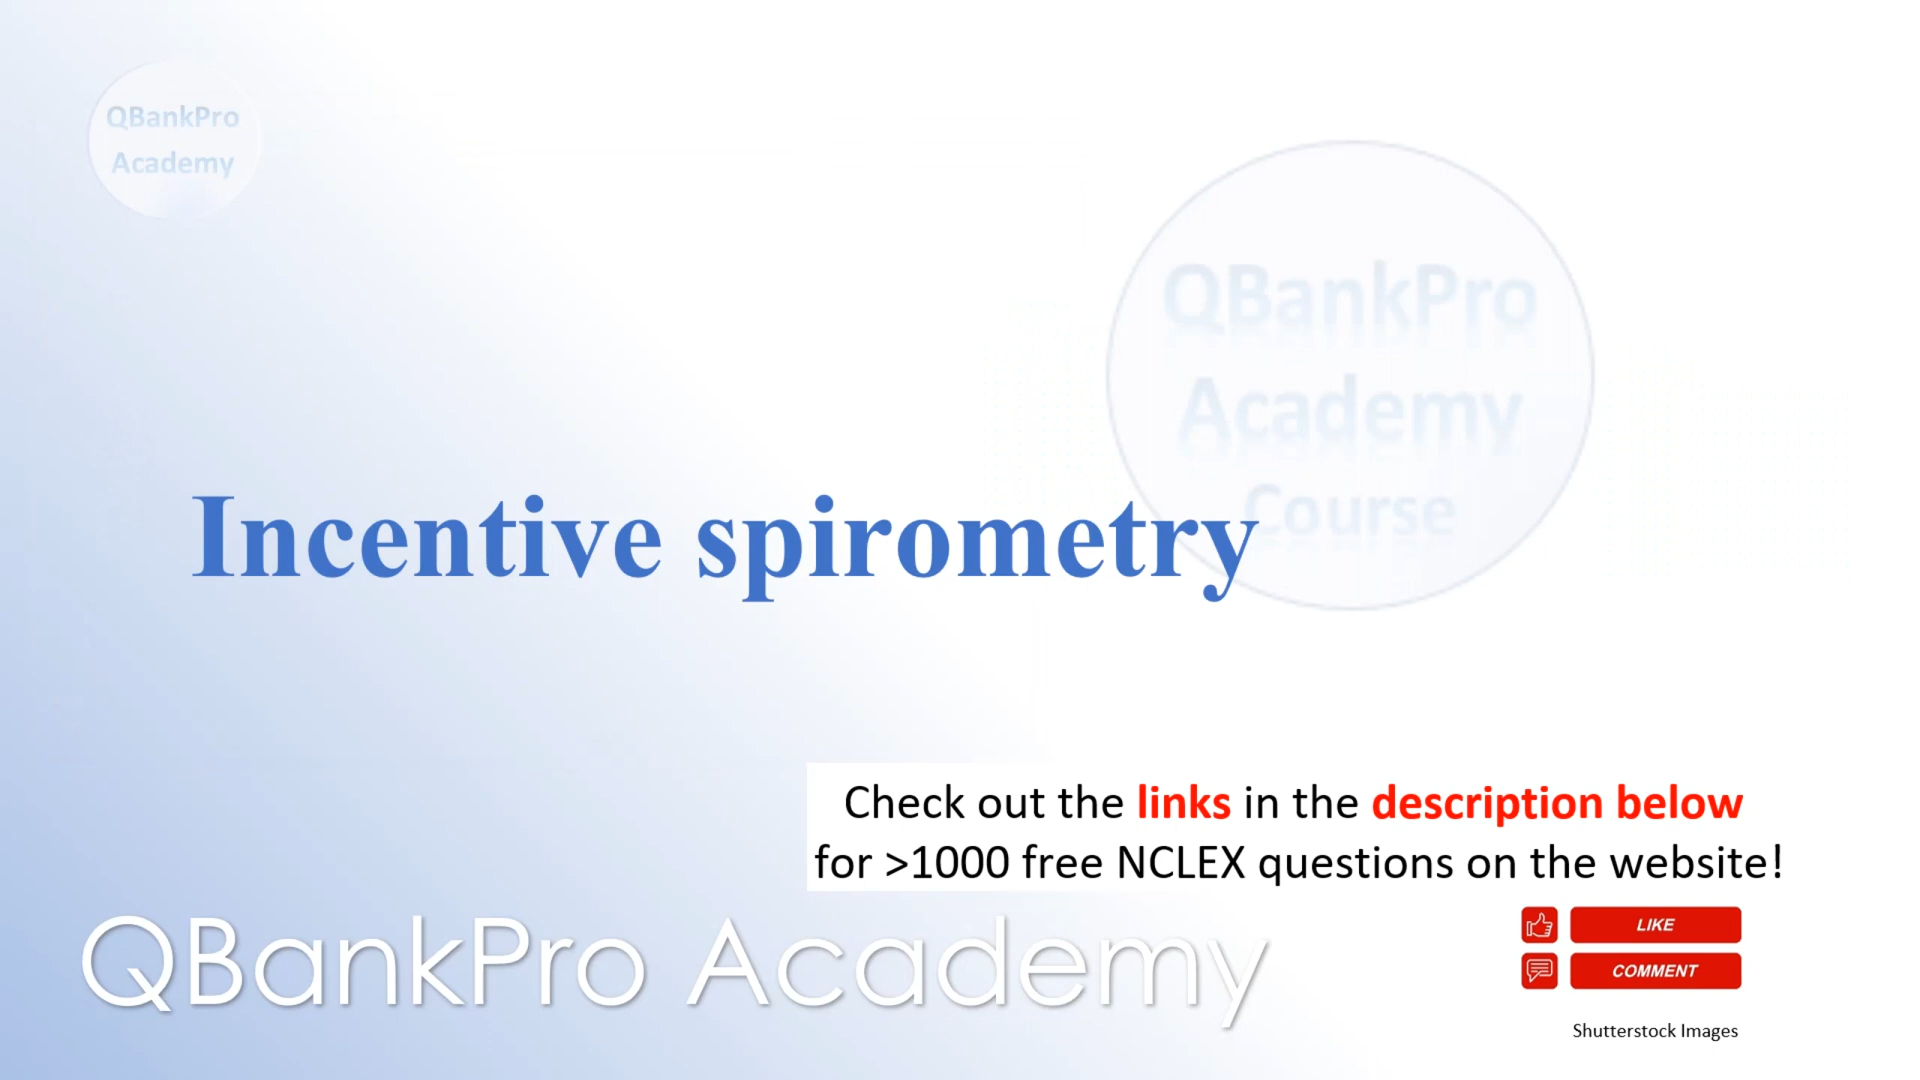 QBankPro
Academy
QBankPro
Academy
Course
Incentive spirometry
Check out the links in the description below
for >1000 free NCLEX questions on the website!
QBankPro Academy
LIKE
COMMENT
Shutterstock Images